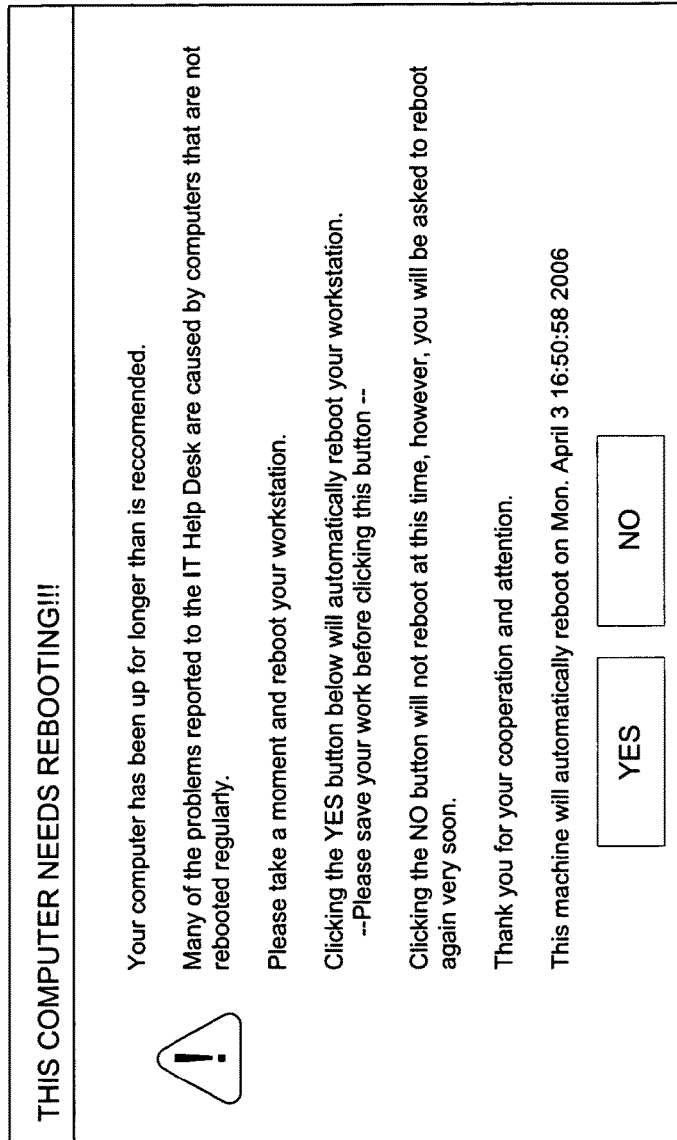 THIS COMPUTER NEEDS REBOOTING!!!
Your computer has been up for longer than is reccomended.
Many of the problems reported to the IT Help Desk are caused by computers that are not
rebooted regularly.
Please take a moment and reboot your workstation.
Clicking the YES button below will automatically reboot your workstation.
--Please save your work before clicking this button --
Clicking the NO button will not reboot at this time, however, you will be asked to reboot
again very soon.
Thank you for your cooperation and attention.
This machine will automatically reboot on Mon. April 3 16:50:58 2006
YES NO